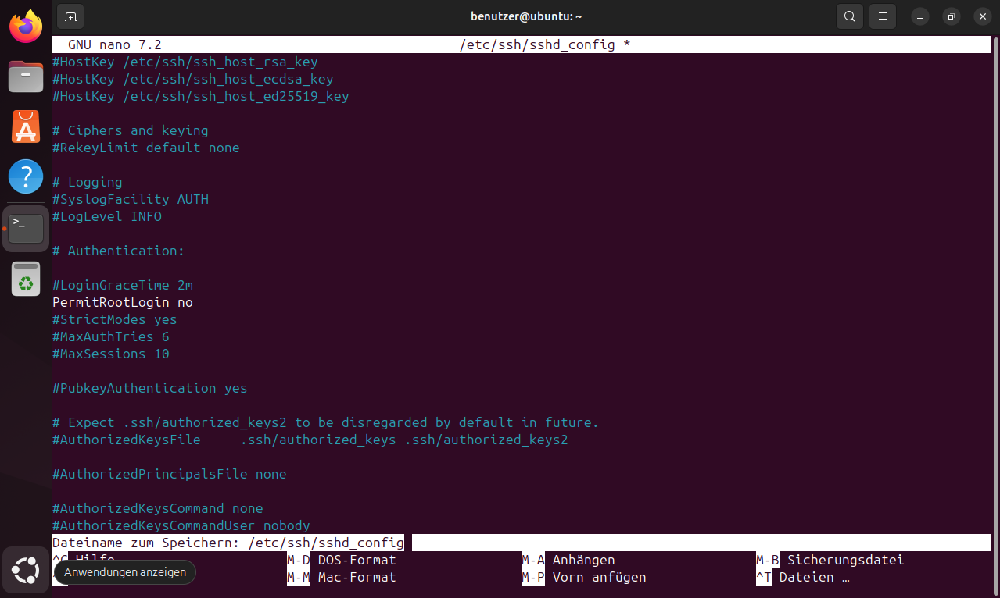 benutzer@ubuntu: ~
GNU nano 7.2 /etc/ssh/sshd_config *
#HostKey /etc/ssh/ssh_host_rsa_key
#HostKey /etc/ssh/ssh_host_ecdsa_key
#HostKey /etc/ssh/ssh_host_ed25519_key
# Ciphers and keying
#RekeyLimit default none
# Logging
#SyslogFacility AUTH
#LogLevel INFO
# Authentication:
#LoginGraceTime 2m
PermitRootLogin no
#StrictModes yes
#MaxAuthTries 6
#MaxSessions 10
#PubkeyAuthentication yes
# Expect .ssh/authorized_keys2 to be disregarded by default in future.
#AuthorizedKeysFile     .ssh/authorized_keys .ssh/authorized_keys2
#AuthorizedPrincipalsFile none
#AuthorizedKeysCommand none
#AuthorizedKeysCommandUser nobody
Dateiname zum Speichern: /etc/ssh/sshd_config
^G Hilfe M-D DOS-Format M-A Anhängen M-B Sicherungsdatei
M-M Mac-Format M-P Vorn anfügen ^T Dateien …
Anwendungen anzeigen